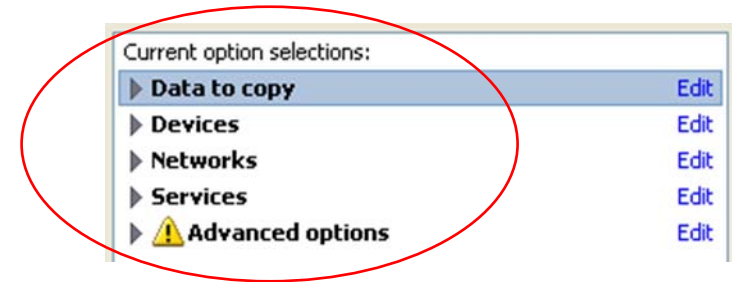 Current option selections:
Data to copy Edit
Devices Edit
Networks Edit
Services Edit
Advanced options Edit